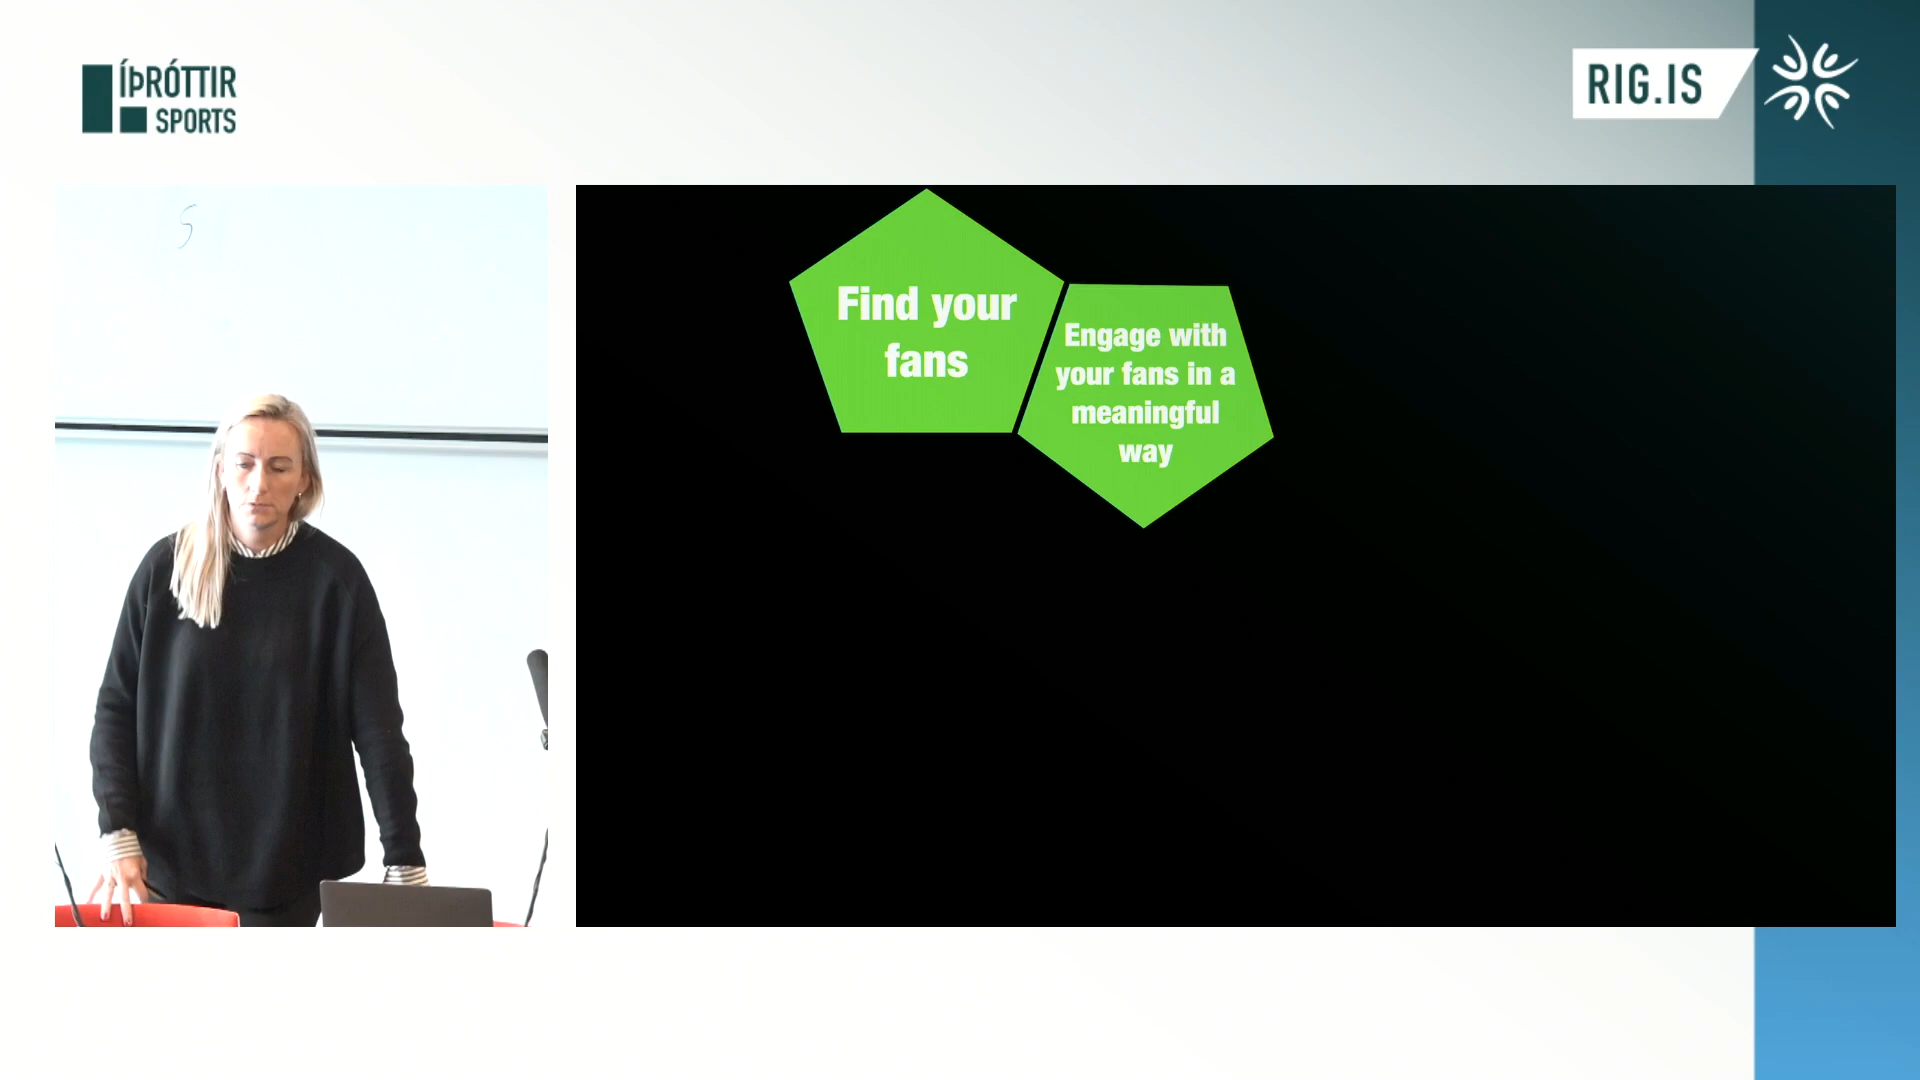 ÍÞRÓTTIR
SPORTS
RIG.IS
Find your
fans
Engage with
your fans in a
meaningful
way